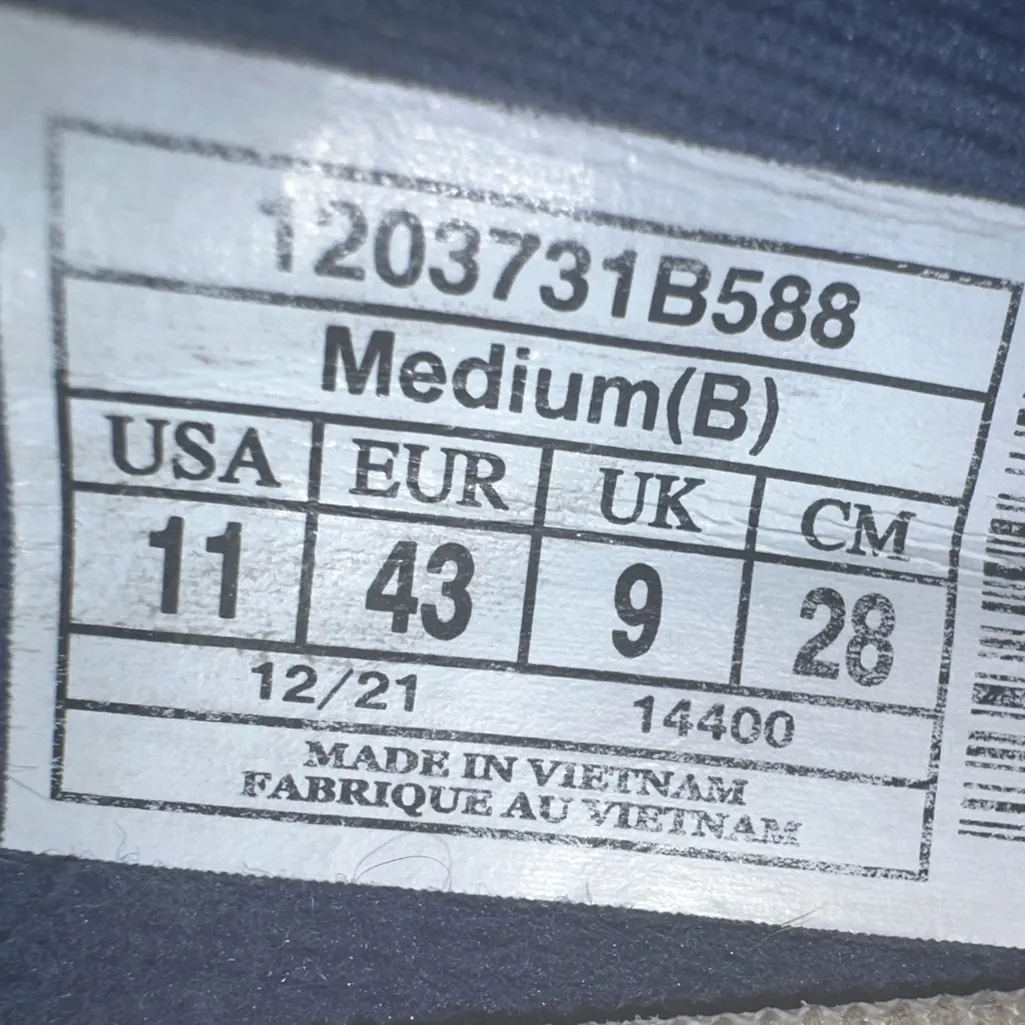 1203731B588
Medium(B)
USA EUR UK CM
11 43 9 28
12/21 14400
MADE IN VIETNAM
FABRIQUE AU VIETNAM